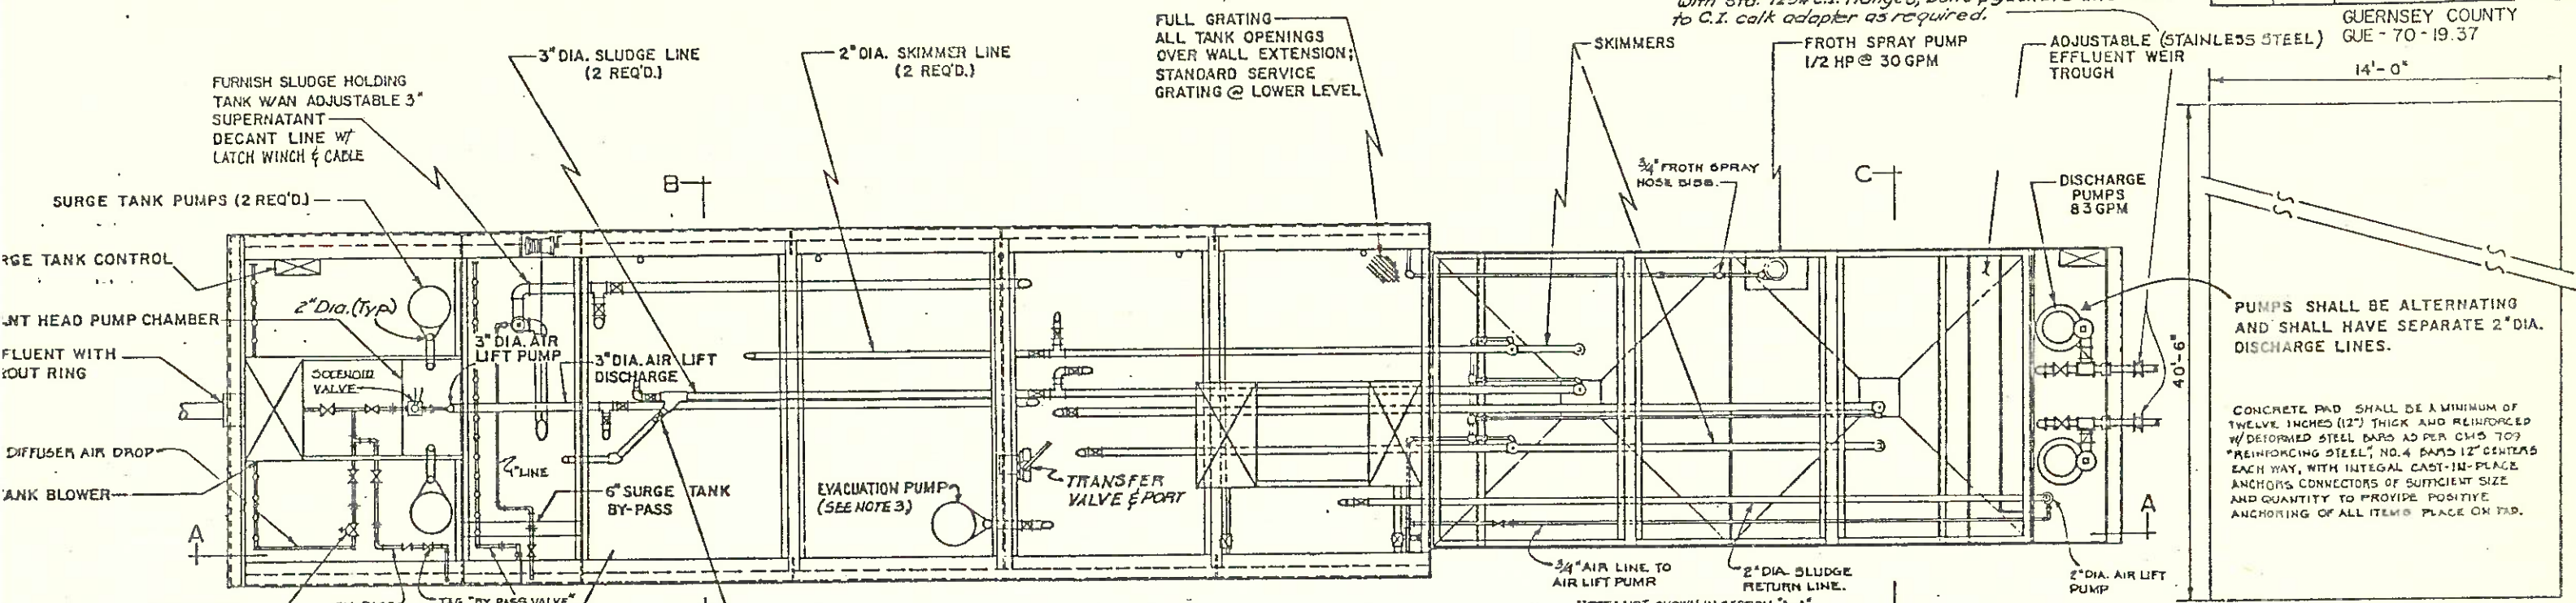 to C.I. calk adapter as required.
GUERNSEY COUNTY
GUE - 70 - 19.37
FULL GRATING
ALL TANK OPENINGS
OVER WALL EXTENSION;
STANDARD SERVICE
GRATING @ LOWER LEVEL
SKIMMERS
FROTH SPRAY PUMP
1/2 HP @ 30 GPM
ADJUSTABLE (STAINLESS STEEL)
EFFLUENT WEIR
TROUGH
14'-0"
3" DIA. SLUDGE LINE
(2 REQ'D.)
2" DIA. SKIMMER LINE
(2 REQ'D.)
FURNISH SLUDGE HOLDING
TANK W/AN ADJUSTABLE 3"
SUPERNATANT
DECANT LINE W/
LATCH WINCH & CABLE
3/4" FROTH SPRAY
HOSE BIBB.
B
C
DISCHARGE
PUMPS
83 GPM
SURGE TANK PUMPS (2 REQ'D.)
RGE TANK CONTROL
2" Dia. (Typ)
NT HEAD PUMP CHAMBER
3" DIA. AIR
LIFT PUMP
3" DIA. AIR LIFT
DISCHARGE
FLUENT WITH
OUT RING
SOLENOID
VALVE
PUMPS SHALL BE ALTERNATING
AND SHALL HAVE SEPARATE 2" DIA.
DISCHARGE LINES.
40'-6"
CONCRETE PAD SHALL BE A MINIMUM OF
TWELVE INCHES (12") THICK AND REINFORCED
W/ DEFORMED STEEL BARS AS PER CMS 709
"REINFORCING STEEL", NO. 4 BARS 12" CENTERS
EACH WAY, WITH INTEGAL CAST-IN-PLACE
ANCHORS CONNECTORS OF SUFFICIENT SIZE
AND QUANTITY TO PROVIDE POSITIVE
ANCHORING OF ALL ITEMS PLACE ON PAD.
DIFFUSER AIR DROP
4" LINE
ANK BLOWER
6" SURGE TANK
BY-PASS
EVACUATION PUMP
(SEE NOTE 3)
TRANSFER
VALVE & PORT
A
A
3/4" AIR LINE TO
AIR LIFT PUMP
2" DIA. SLUDGE
RETURN LINE.
2" DIA. AIR LIFT
PUMP
TAG "BY PASS VALVE"